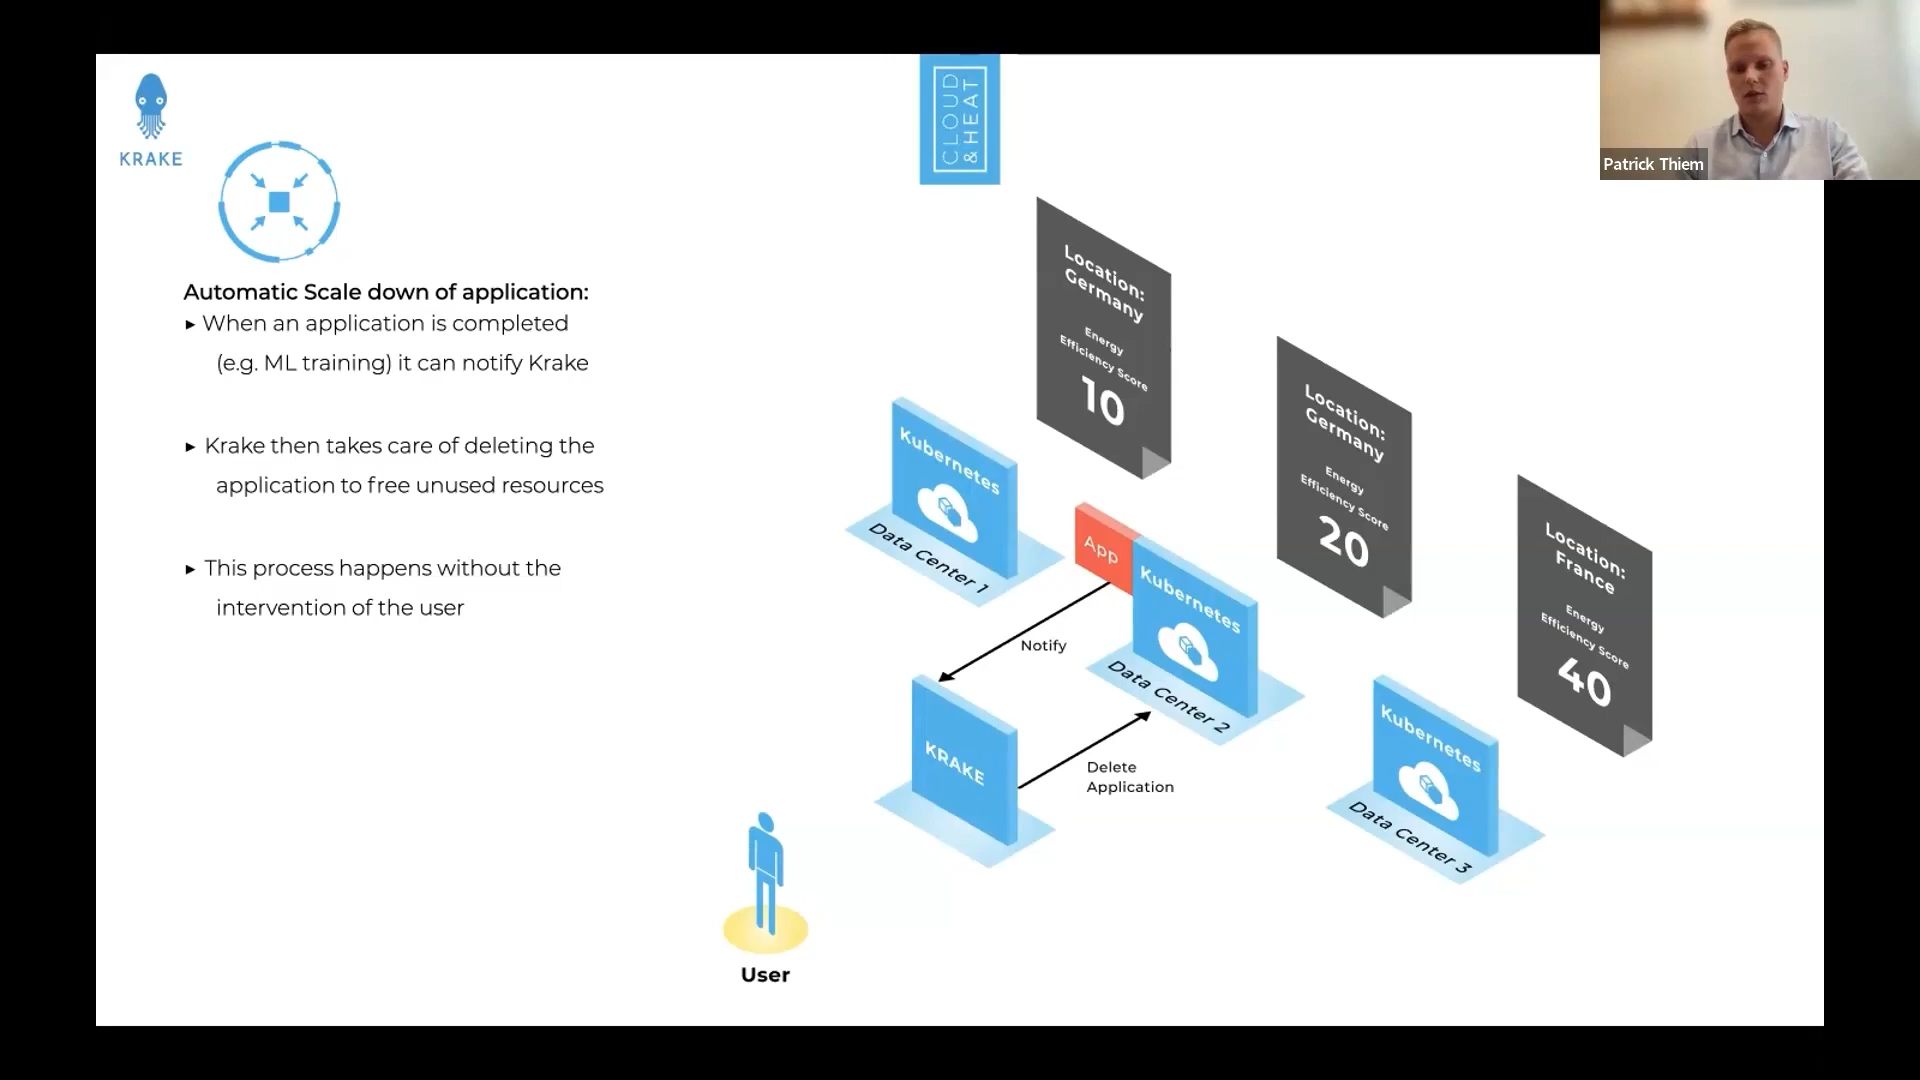 KRAKE
CLOUD
& HEAT
Patrick Thiem
Automatic Scale down of application:
▸ When an application is completed
(e.g. ML training) it can notify Krake
▸ Krake then takes care of deleting the
application to free unused resources
▸ This process happens without the
intervention of the user
Location:
Germany
Energy
Efficiency Score
10
Location:
Germany
Energy
Efficiency Score
20
Location:
France
Energy
Efficiency Score
40
Kubernetes
Data Center 1
App
Kubernetes
Data Center 2
Notify
KRAKE
Delete
Application
Kubernetes
Data Center 3
User